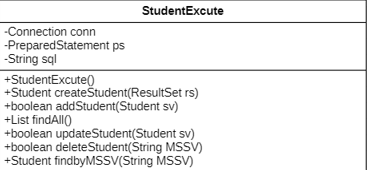 StudentExcute
-Connection conn
-PreparedStatement ps
-String sql
+StudentExcute()
+Student createStudent(ResultSet rs)
+boolean addStudent(Student sv)
+List findAll()
+boolean updateStudent(Student sv)
+boolean deleteStudent(String MSSV)
+Student findbyMSSV(String MSSV)